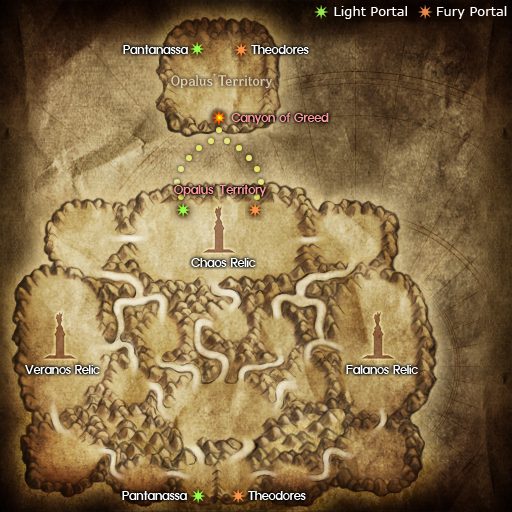 Light Portal Fury Portal
Pantanassa Theodores
Opalus Territory
Canyon of Greed
Opalus Territory
Chaos Relic
Veranos Relic Falanos Relic
Pantanassa Theodores